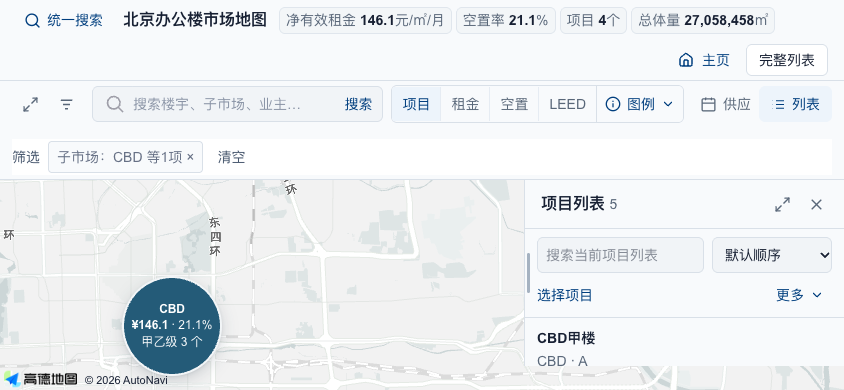 统一搜索 北京办公楼市场地图 净有效租金 146.1元/㎡/月 空置率 21.1% 项目 4个 总体量 27,058,458㎡
主页 完整列表
搜索楼宇、子市场、业主… 搜索 项目 租金 空置 LEED 图例 供应 列表
筛选 子市场：CBD 等1项 × 清空
环
东四环
环
项目列表 5
搜索当前项目列表 默认顺序
选择项目 更多
CBD
¥146.1 · 21.1%
甲乙级 3 个
CBD甲楼
CBD · A
高德地图 © 2026 AutoNavi